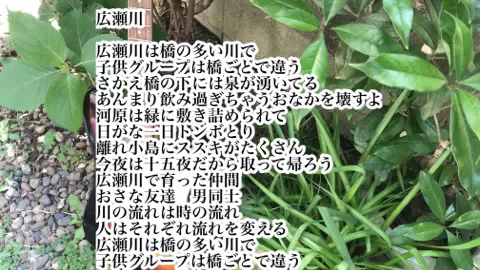 広瀬川
広瀬川は橋の多い川で
子供グループは橋ごとで違う
さかえ橋の下には泉が湧いてる
あんまり飲み過ぎちゃうおなかを壊すよ
河原は緑に敷き詰められて
日がな一日トンボとり
離れ小島にススキがたくさん
今夜は十五夜だから取って帰ろう
広瀬川で育った仲間
おさな友達 男同士
川の流れは時の流れ
人はそれぞれ流れを変える
広瀬川は橋の多い川で
子供グループは橋ごとで違う